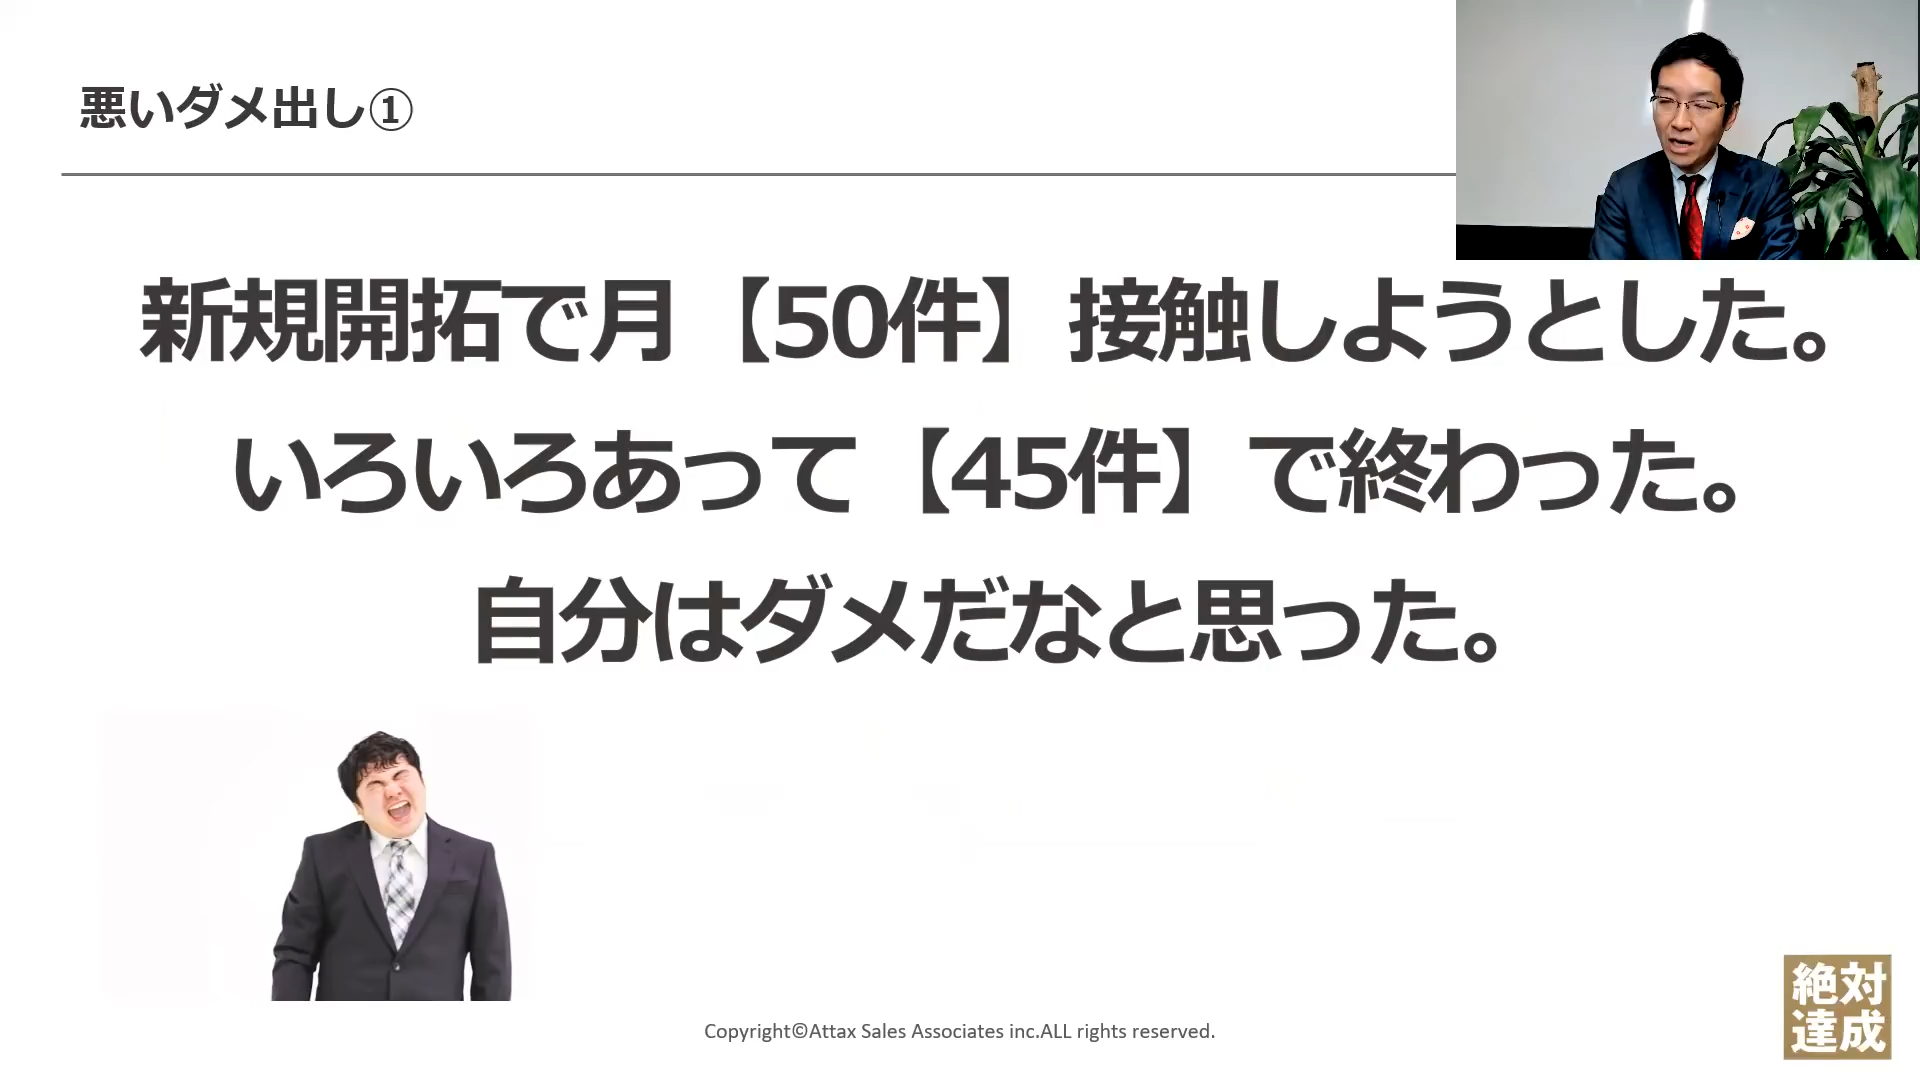 悪いダメ出し①
新規開拓で月【50件】接触しようとした。
いろいろあって【45件】で終わった。
自分はダメだなと思った。
Copyright©Attax Sales Associates inc.ALL rights reserved.
絶対
達成